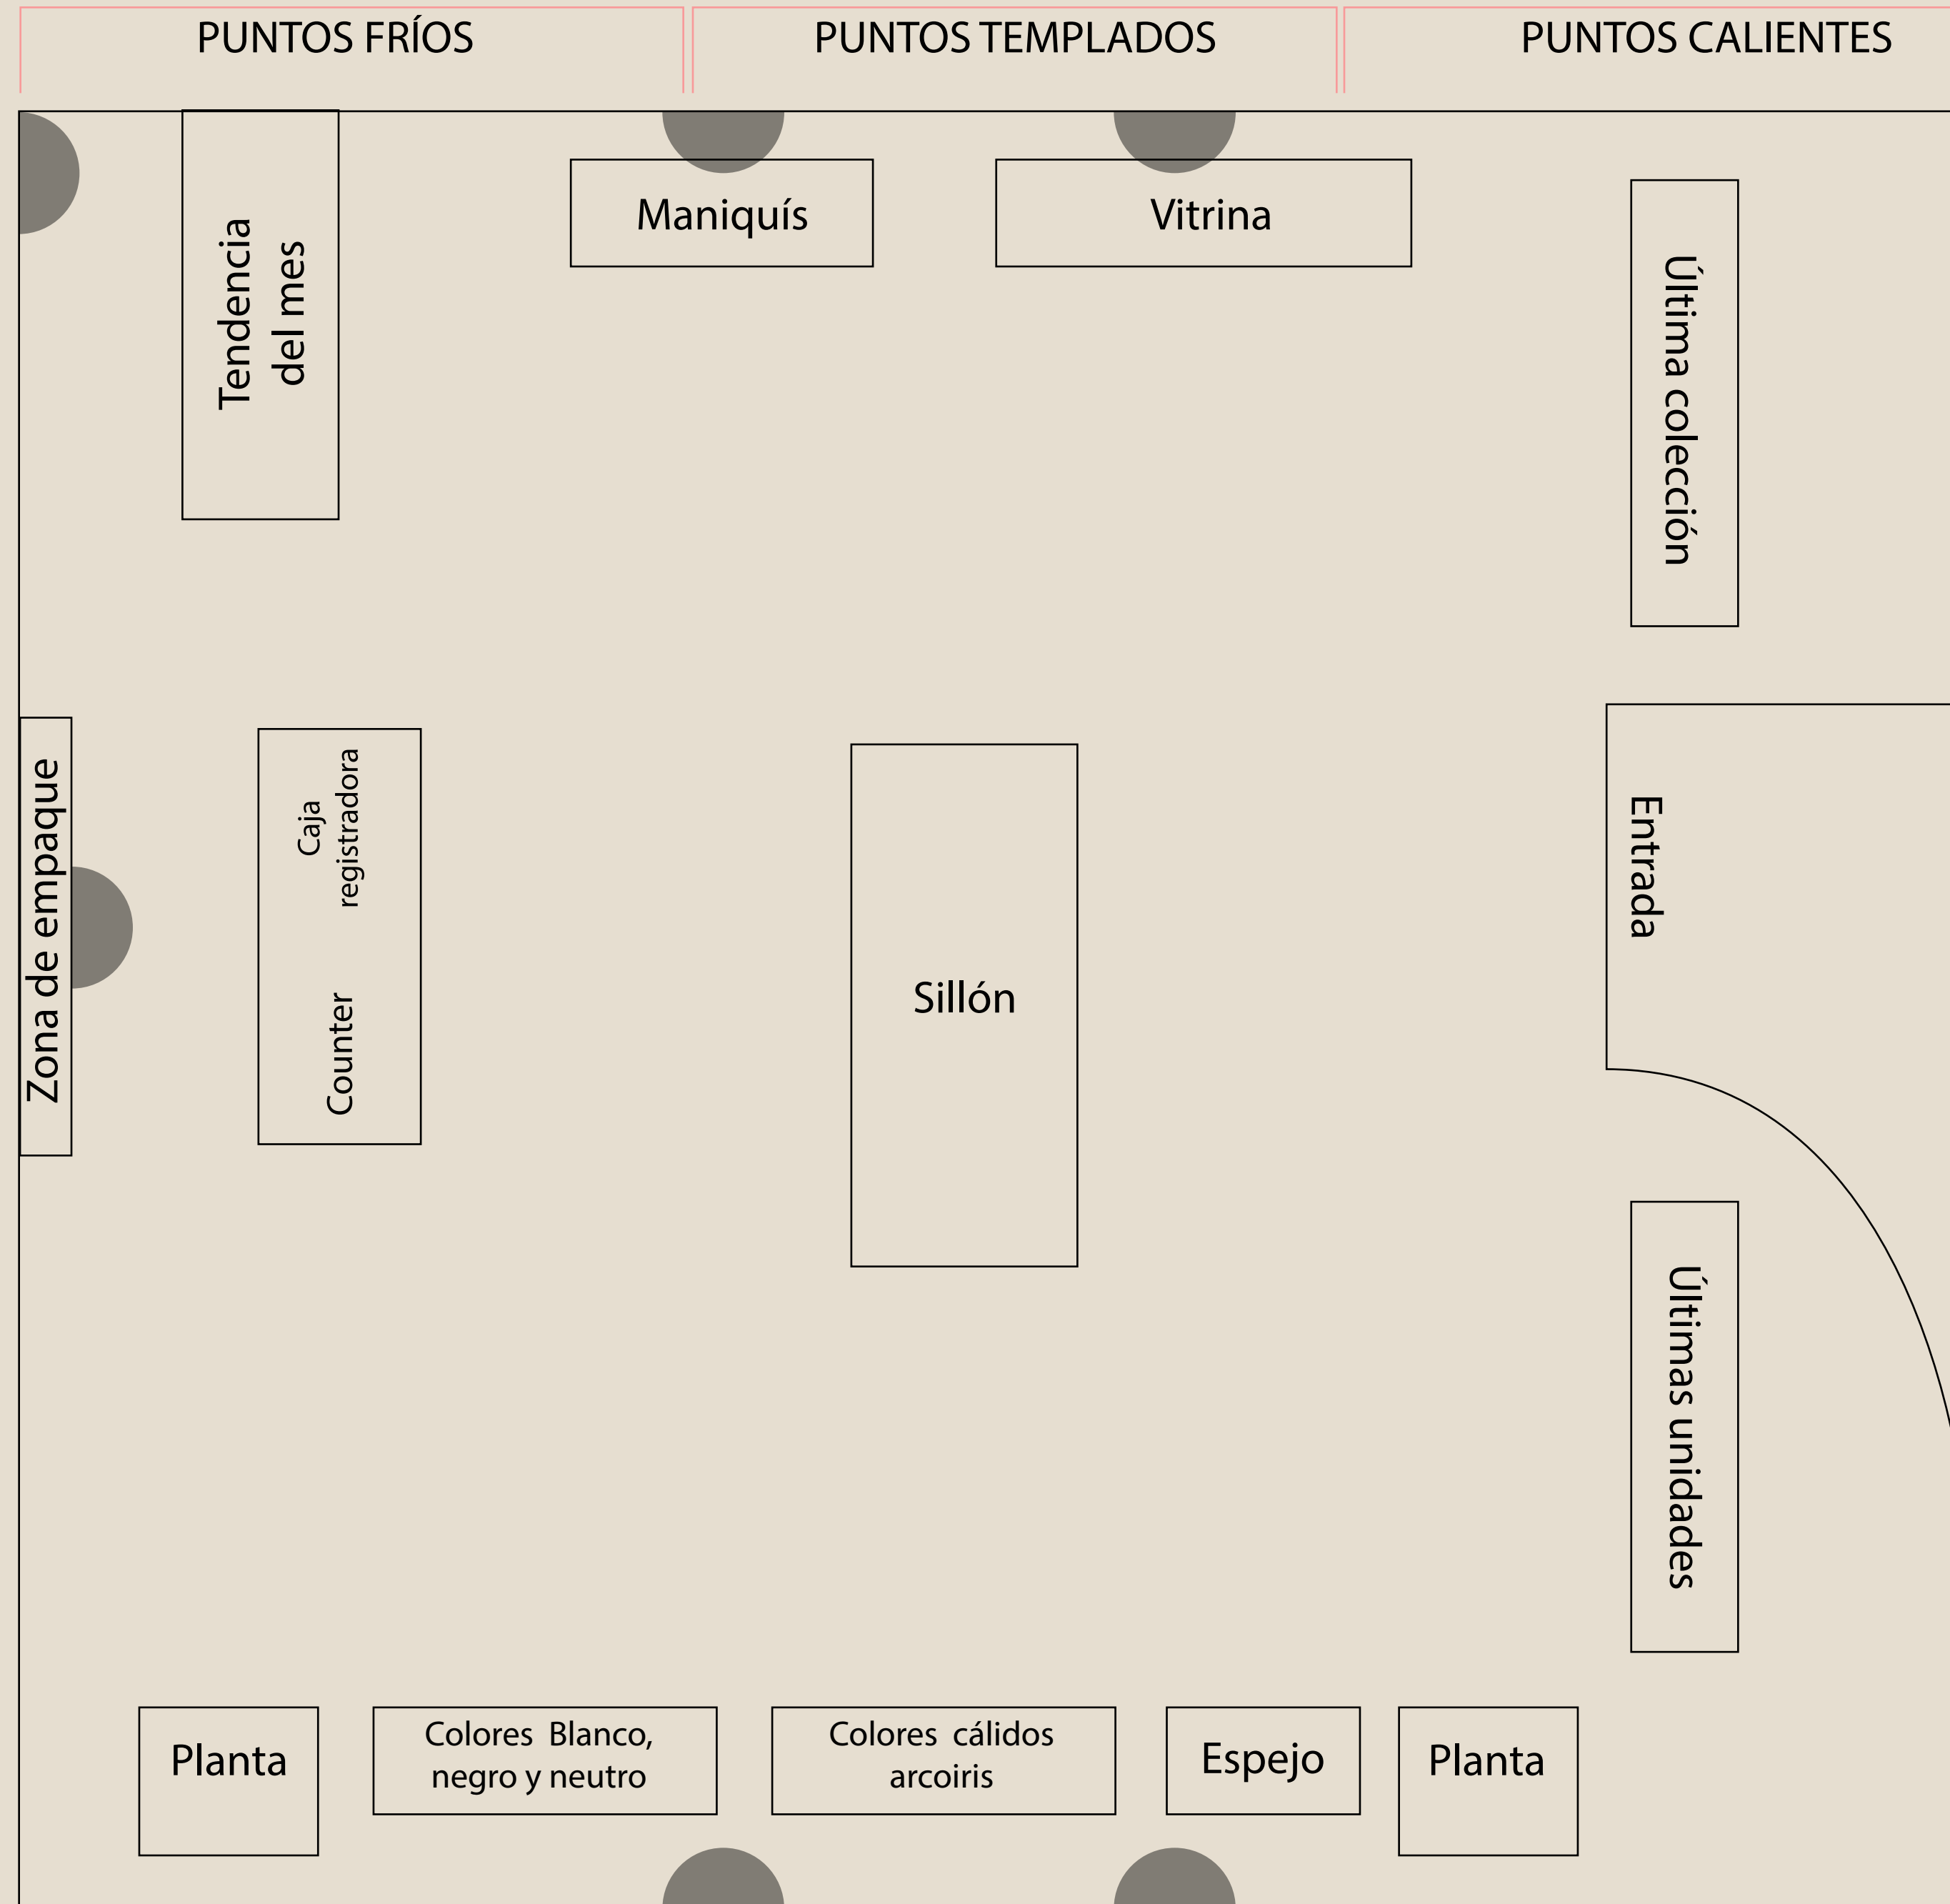 PUNTOS FRÍOS
PUNTOS TEMPLADOS
PUNTOS CALIENTES
Tendencia
del mes
Maniquís
Vitrina
Última colección
Zona de empaque
Caja
registradora
Counter
Sillón
Entrada
Últimas unidades
Planta
Colores Blanco,
negro y neutro
Colores cálidos
arcoiris
Espejo
Planta